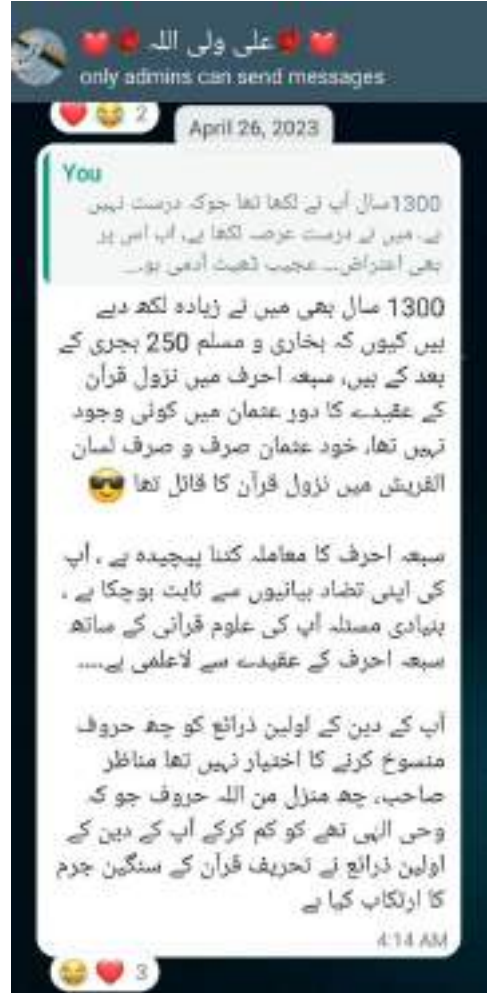 علی ولی اللہ
only admins can send messages
2
April 26, 2023
You
1300سال آپ نے لکھا تھا جوکہ درست نہیں
ہے، میں نے درست عرصہ لکھا ہے، اب اس پر
بھی اعتراض... عجیب ڈھیٹ آدمی ہو...
1300 سال بھی میں نے زیادہ لکھ دیے
ہیں کیوں کہ بخاری و مسلم 250 ہجری کے
بعد کے ہیں، سبعہ احرف میں نزول قرآن
کے عقیدے کا دور عثمان میں کوئی وجود
نہیں تھا، خود عثمان صرف و صرف لسان
القریش میں نزول قرآن کا قائل تھا 😎
سبعہ احرف کا معاملہ کتنا پیچیدہ ہے ، آپ
کی اپنی تضاد بیانیوں سے ثابت ہوچکا ہے ،
بنیادی مسئلہ آپ کی علوم قرآنی کے ساتھ
سبعہ احرف کے عقیدے سے لاعلمی ہے....
آپ کے دین کے اولین ذرائع کو چھ حروف
منسوخ کرنے کا اختیار نہیں تھا مناظر
صاحب، چھ منزل من اللہ حروف جو کہ
وحی الہی تھے کو کم کرکے آپ کے دین کے
اولین ذرائع نے تحریف قرآن کے سنگین جرم
کا ارتکاب کیا ہے
4:14 AM
3